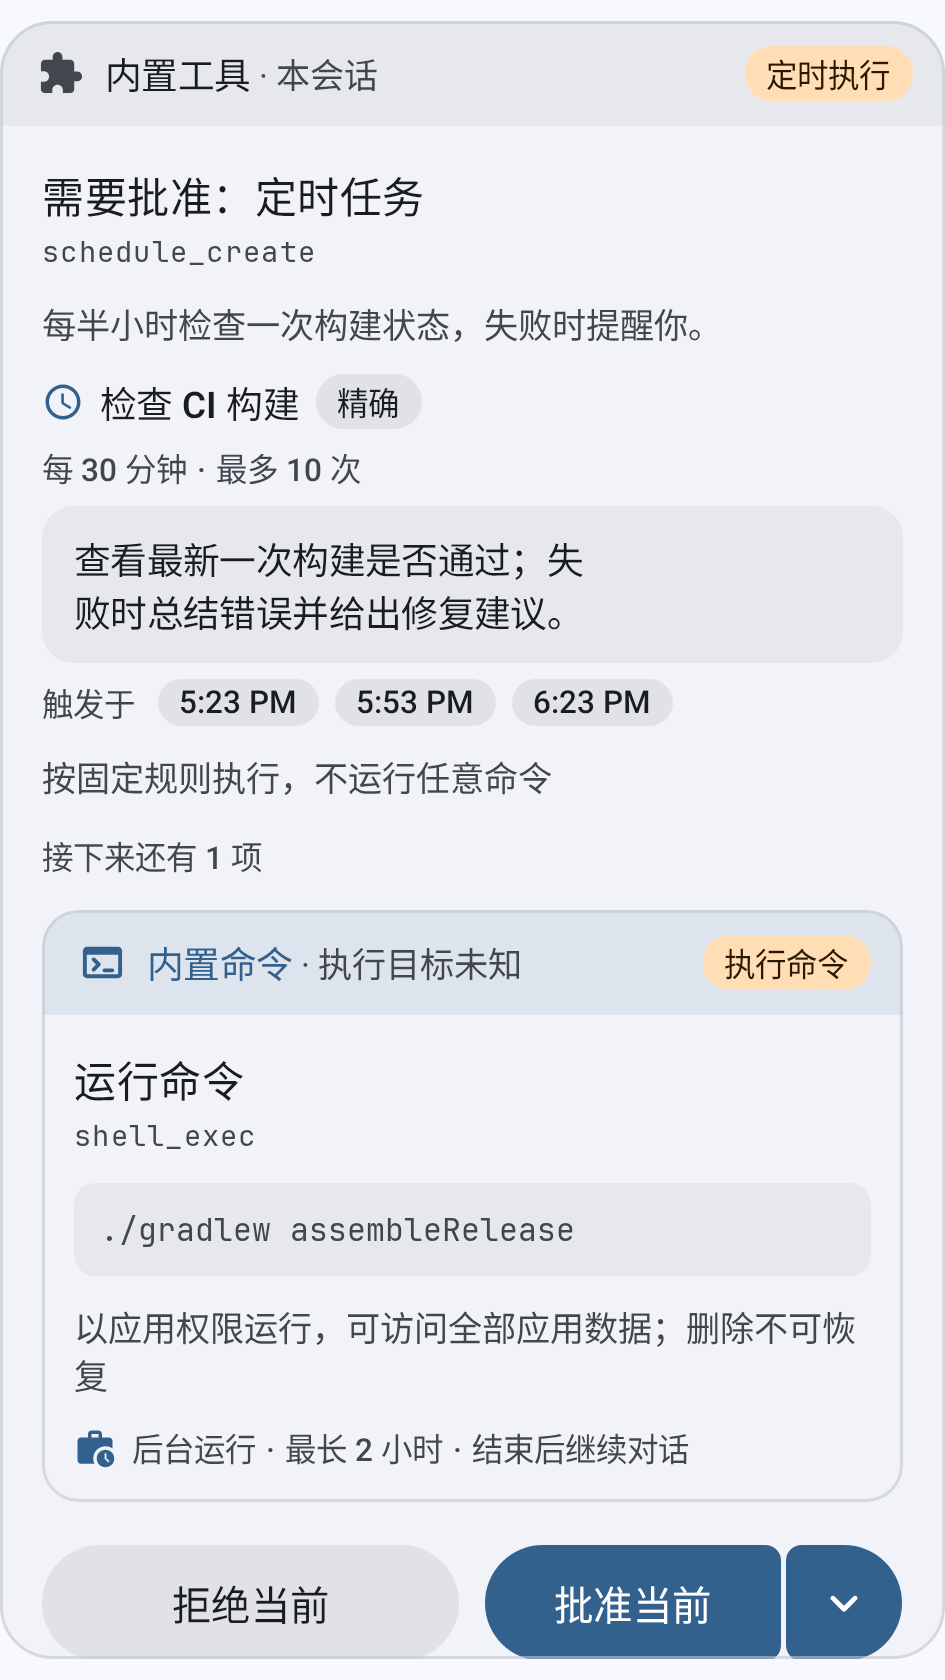 内置工具 · 本会话
定时执行
需要批准：定时任务
schedule_create
每半小时检查一次构建状态，失败时提醒你。
检查 CI 构建
精确
每 30 分钟 · 最多 10 次
查看最新一次构建是否通过；失
败时总结错误并给出修复建议。
触发于 5:23 PM 5:53 PM 6:23 PM
按固定规则执行，不运行任意命令
接下来还有 1 项
内置命令 · 执行目标未知
执行命令
运行命令
shell_exec
./gradlew assembleRelease
以应用权限运行，可访问全部应用数据；删除不可恢
复
后台运行 · 最长 2 小时 · 结束后继续对话
拒绝当前
批准当前